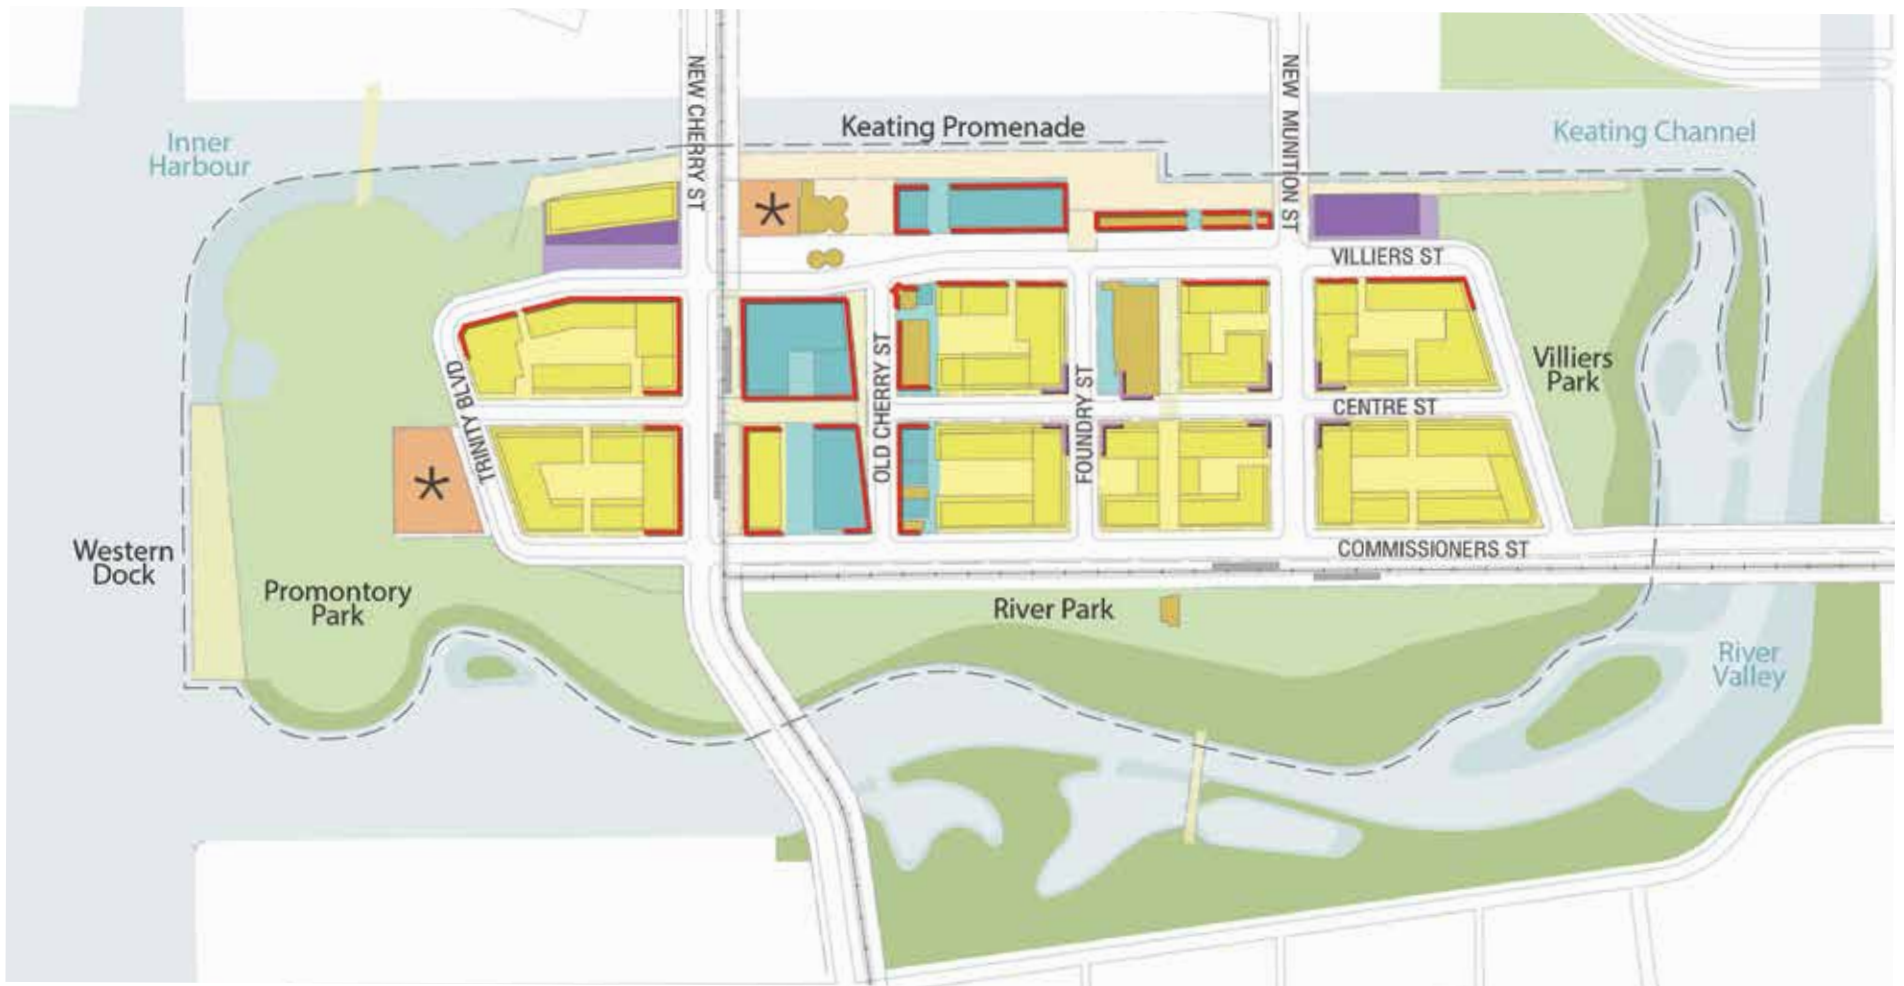 NEW CHERRY ST
NEW MUNITION ST
Keating Promenade
Keating Channel
Inner
Harbour
VILLIERS ST
Villiers
Park
TRINITY BLVD
OLD CHERRY ST
FOUNDRY ST
CENTRE ST
COMMISSIONERS ST
Western
Dock
Promontory
Park
River Park
River
Valley